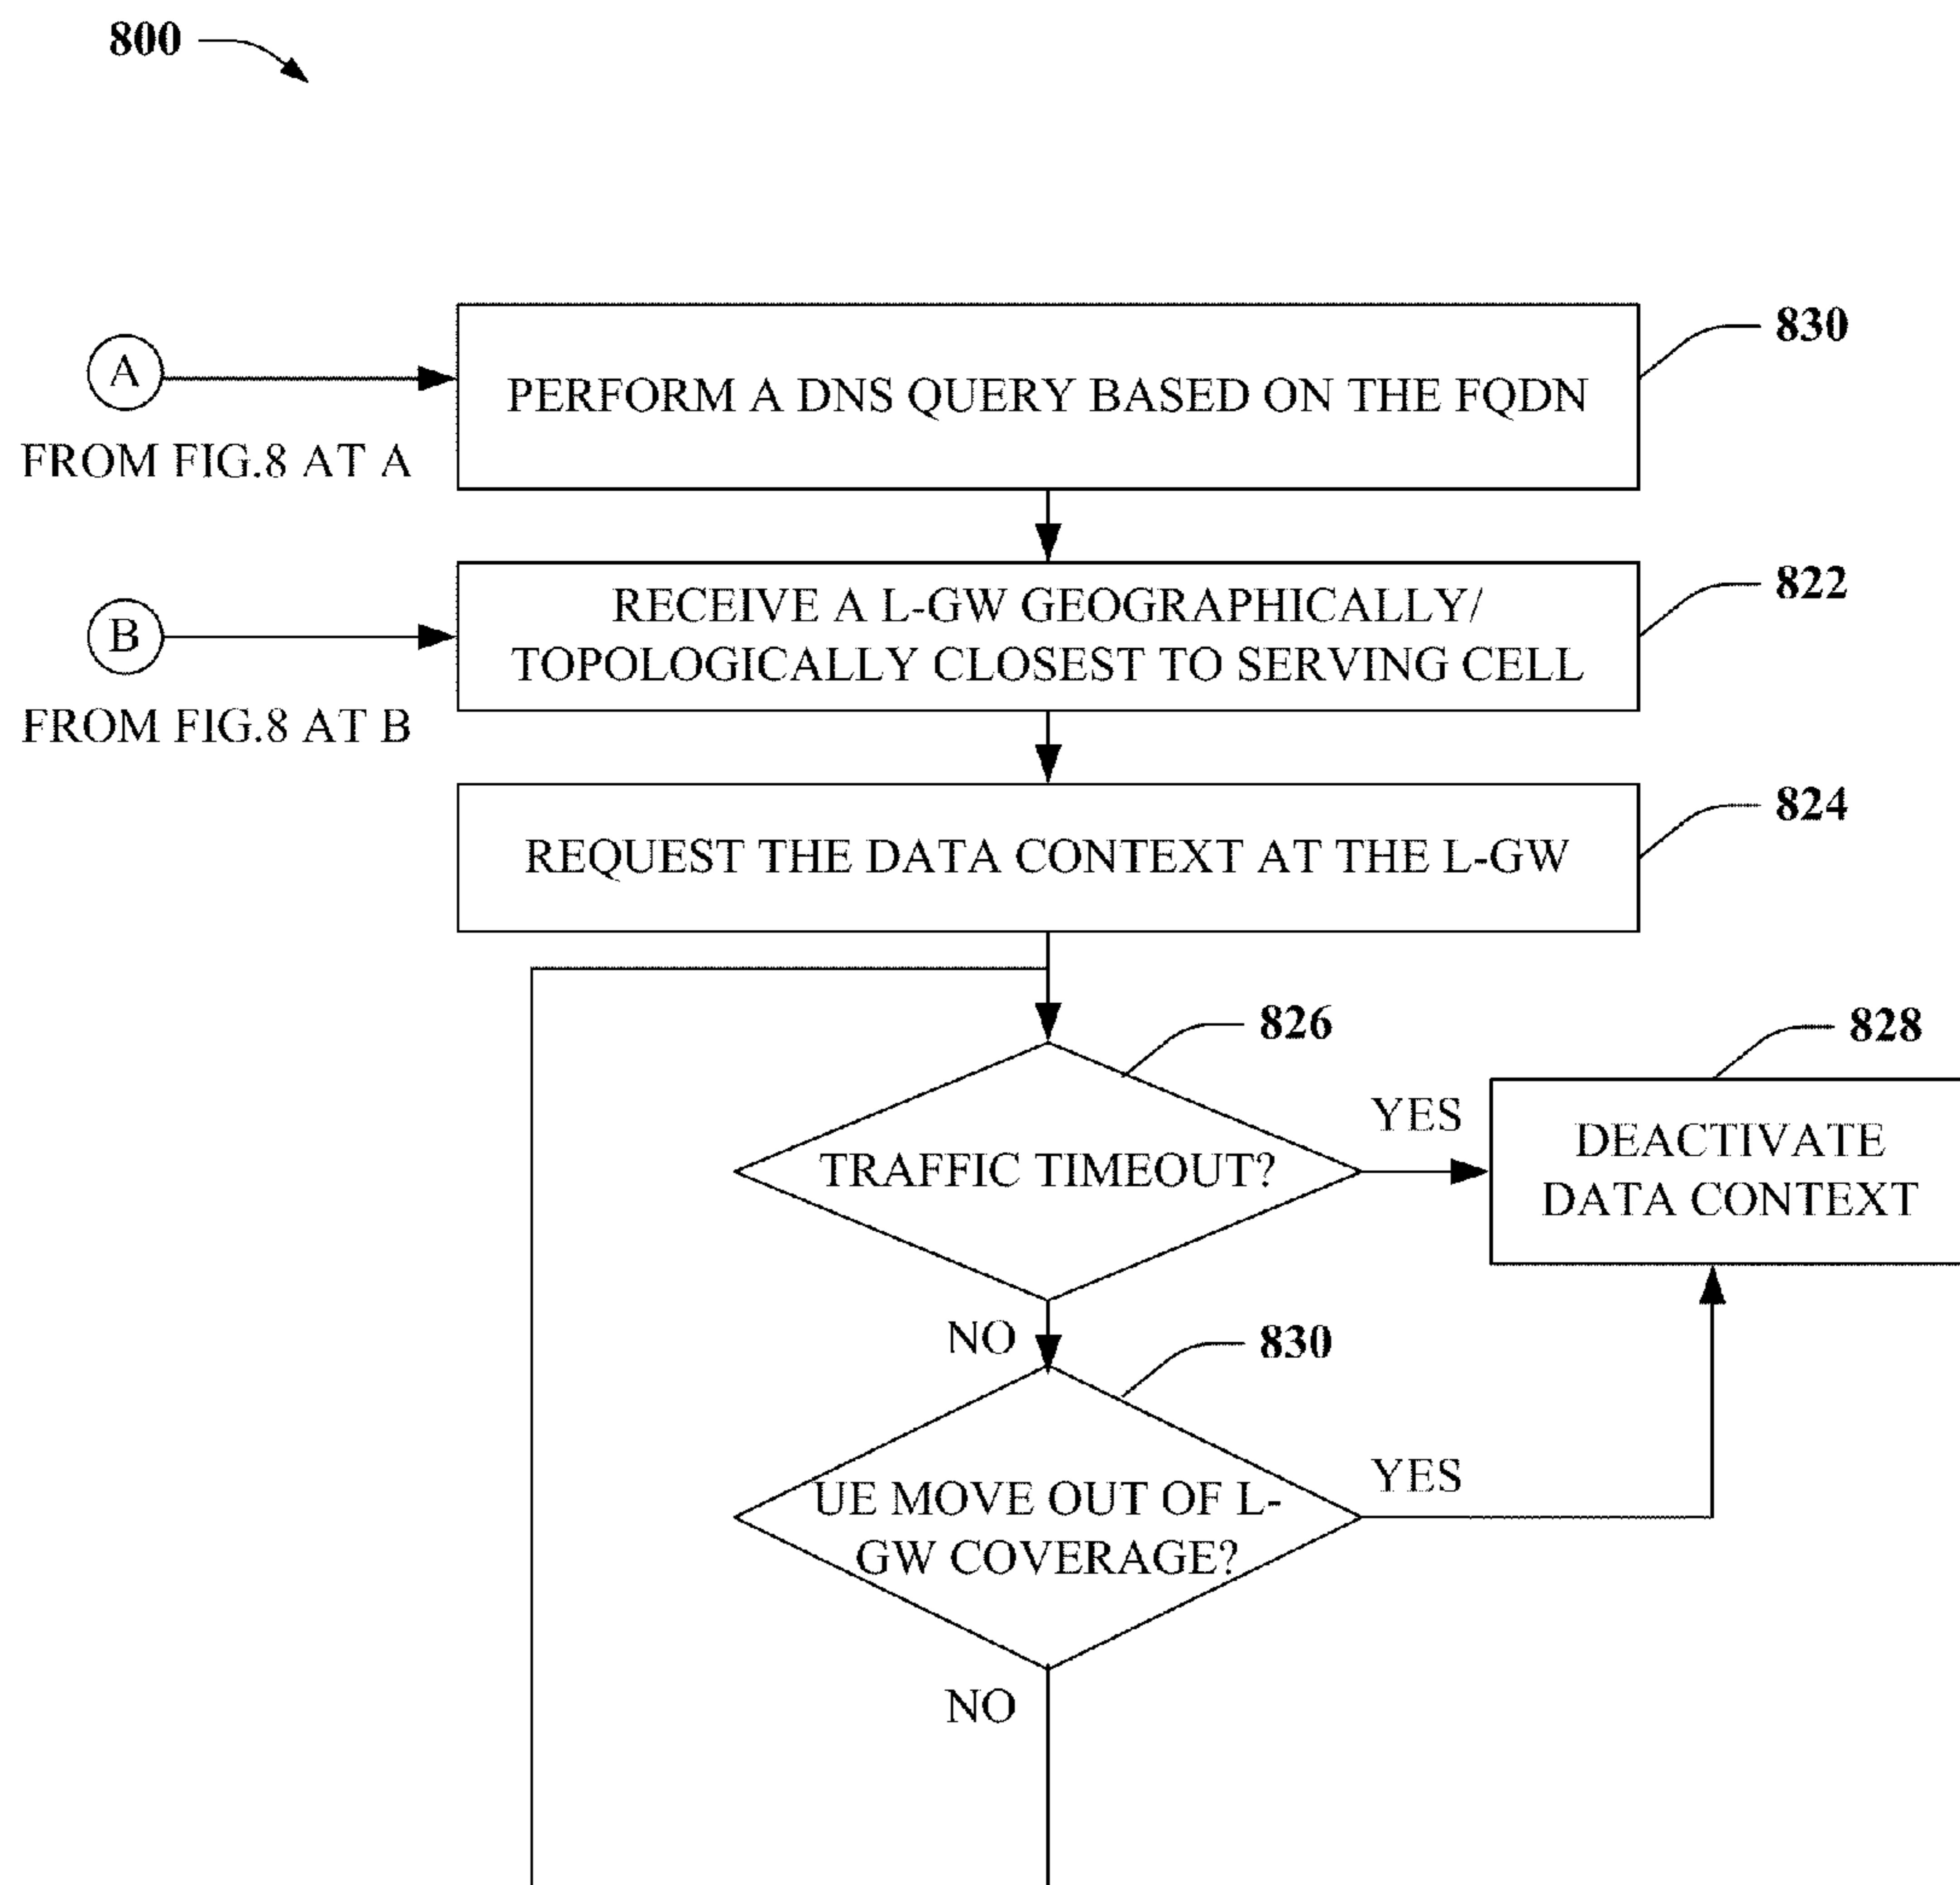 800
830
A
PERFORM A DNS QUERY BASED ON THE FQDN
FROM FIG.8 AT A
822
RECEIVE A L-GW GEOGRAPHICALLY/
TOPOLOGICALLY CLOSEST TO SERVING CELL
B
FROM FIG.8 AT B
824
REQUEST THE DATA CONTEXT AT THE L-GW
826
828
TRAFFIC TIMEOUT?
YES
DEACTIVATE
DATA CONTEXT
NO
830
UE MOVE OUT OF L-
GW COVERAGE?
YES
NO